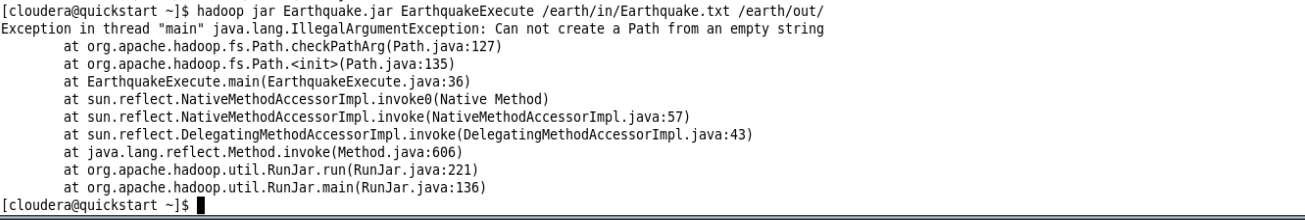 [cloudera@quickstart ~]$ hadoop jar Earthquake.jar EarthquakeExecute /earth/in/Earthquake.txt /earth/out/
Exception in thread "main" java.lang.IllegalArgumentException: Can not create a Path from an empty string
        at org.apache.hadoop.fs.Path.checkPathArg(Path.java:127)
        at org.apache.hadoop.fs.Path.<init>(Path.java:135)
        at EarthquakeExecute.main(EarthquakeExecute.java:36)
        at sun.reflect.NativeMethodAccessorImpl.invoke0(Native Method)
        at sun.reflect.NativeMethodAccessorImpl.invoke(NativeMethodAccessorImpl.java:57)
        at sun.reflect.DelegatingMethodAccessorImpl.invoke(DelegatingMethodAccessorImpl.java:43)
        at java.lang.reflect.Method.invoke(Method.java:606)
        at org.apache.hadoop.util.RunJar.run(RunJar.java:221)
        at org.apache.hadoop.util.RunJar.main(RunJar.java:136)
[cloudera@quickstart ~]$